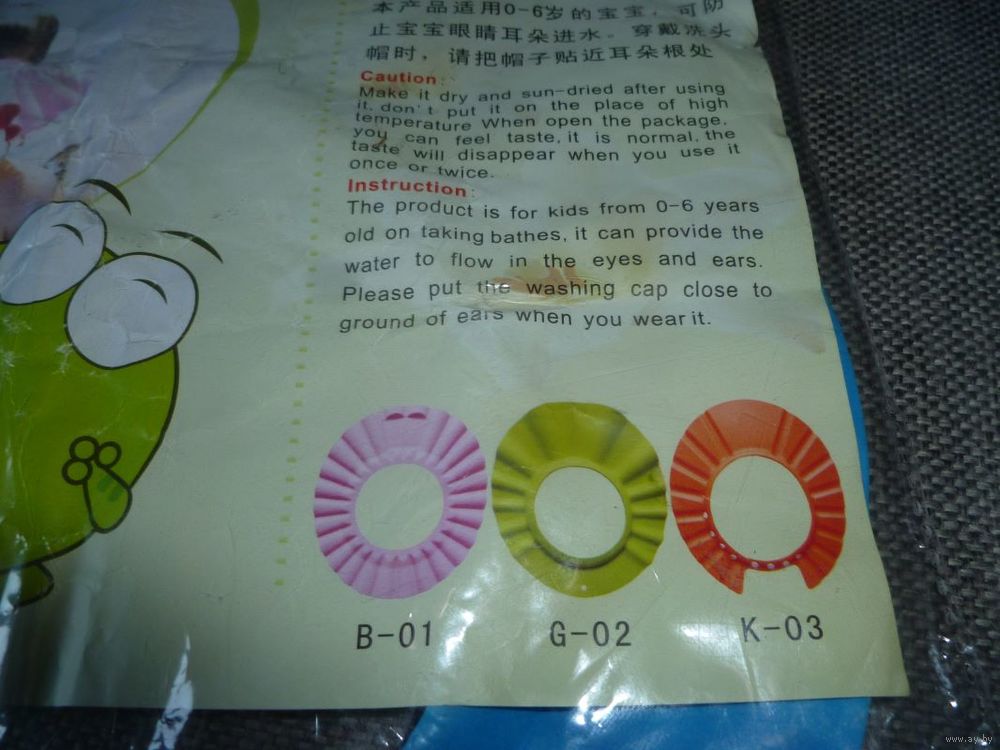 本产品适用0-6岁的宝宝，可防
止宝宝眼睛耳朵进水。穿戴洗头
帽时，请把帽子贴近耳朵根处
Caution:
Make it dry and sun-dried after using
it, don't put it on the place of high
temperature When open the package,
you can feel taste, it is normal, the
taste will disappear when you use it
once or twice.
Instruction:
The product is for kids from 0-6 years
old on taking bathes, it can provide the
water to flow in the eyes and ears.
Please put the washing cap close to
ground of ears when you wear it.
B-01 G-02 K-03
www.ay.by